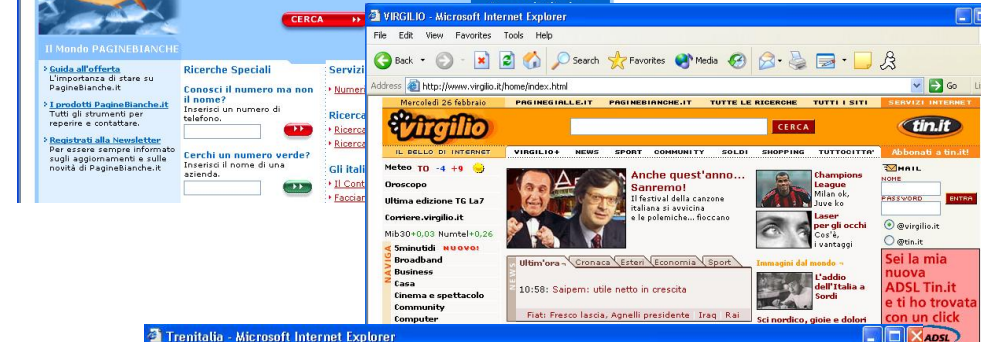 CERCA
Il Mondo PAGINEBIANCHE
> Guida all'offerta
L'importanza di stare su
PagineBianche.it
> I prodotti PagineBianche.it
Tutti gli strumenti per
reperire e contattare.
> Registrati alla Newsletter
Per essere sempre informato
sugli aggiornamenti e sulle
novità di PagineBianche.it
Ricerche Speciali
Conosci il numero ma non
il nome?
Inserisci un numero di
telefono.
Cerchi un numero verde?
Inserisci il nome di una
azienda.
Servizi
Numeri
Ricerca
Ricerca
Ricerca
Gli itali
Il Cont
Facciar
VIRGILIO - Microsoft Internet Explorer
File Edit View Favorites Tools Help
Back Search Favorites Media
Address http://www.virgilio.it/home/index.html Go Li
Mercoledì 26 febbraio PAGINEGIALLE.IT PAGINEBIANCHE.IT TUTTE LE RICERCHE TUTTI I SITI SERVIZI INTERNET
Virgilio CERCA tin.it
IL BELLO DI INTERNET VIRGILIO+ NEWS SPORT COMMUNITY SOLDI SHOPPING TUTTOCITTA' Abbonati a tin.it!
Meteo TO -4 +9
Oroscopo
Ultima edizione TG La7
Corriere.virgilio.it
Mib30+0,03 Numtel+0,26
NAVIGA
5minutidi NUOVO!
Broadband
Business
Casa
Cinema e spettacolo
Community
Computer
Anche quest'anno...
Sanremo!
Il festival della canzone
italiana si avvicina
e le polemiche... fioccano
NEWS
Ultim'ora Cronaca Esteri Economia Sport
10:58: Saipem: utile netto in crescita
Fiat: Fresco lascia, Agnelli presidente Iraq Rai
Champions
League
Milan ok,
Juve ko
Laser
per gli occhi
Cos'è,
i vantaggi
Immagini dal mondo
L'addio
dell'Italia a
Sordi
Sci nordico, gioie e dolori
MAIL
NOME
PASSWORD ENTRA
@virgilio.it
@tin.it
Sei la mia
nuova
ADSL Tin.it
e ti ho trovata
con un click
ADSL
Trenitalia - Microsoft Internet Explorer